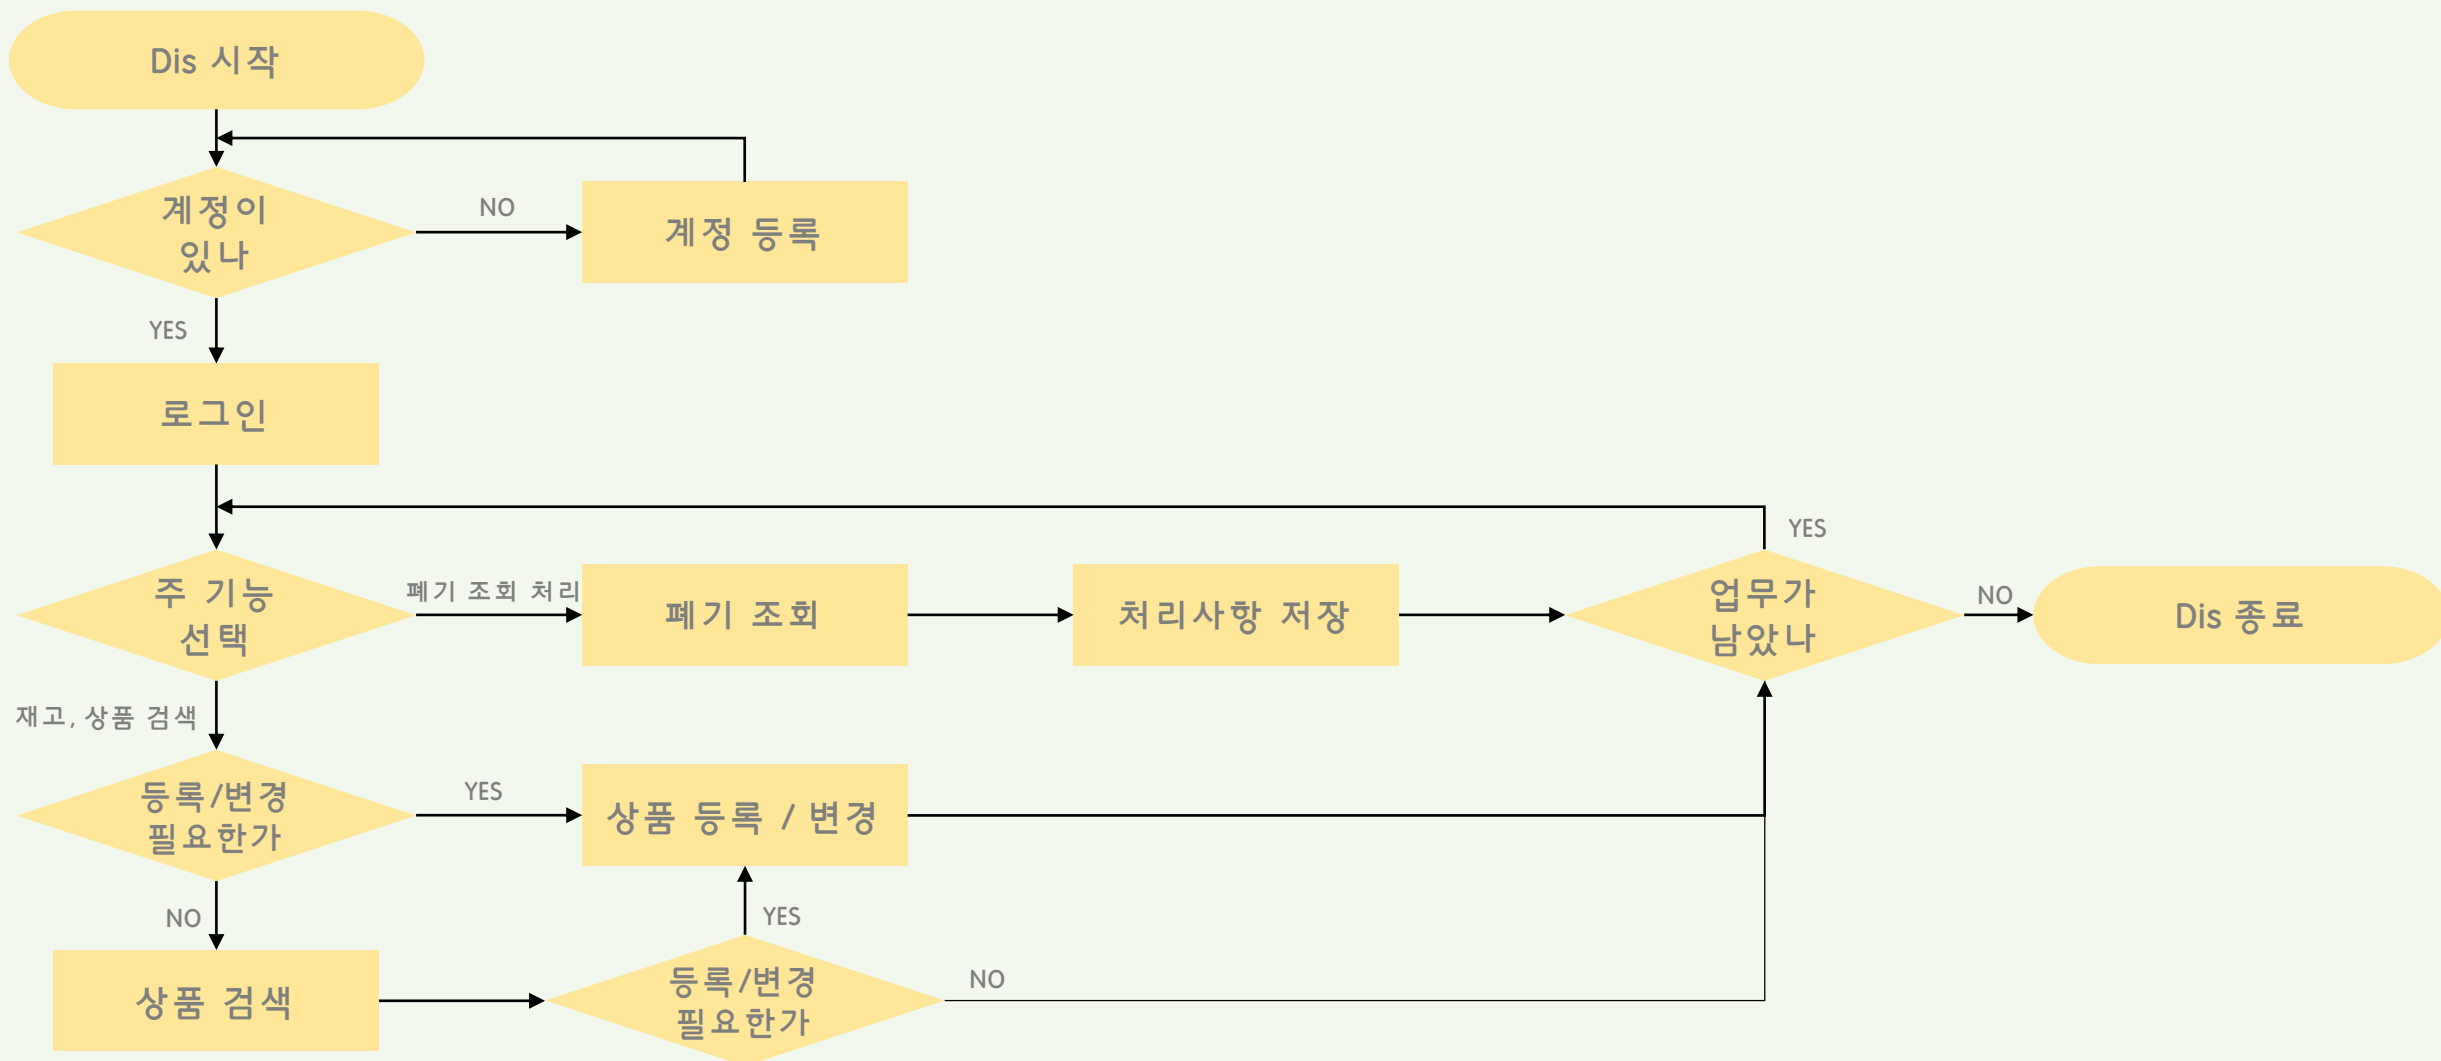 Dis 시작
계정이
있나
NO
계정 등록
YES
로그인
주 기능
선택
폐기 조회 처리
폐기 조회
처리사항 저장
업무가
남았나
YES
NO
Dis 종료
재고, 상품 검색
등록/변경
필요한가
YES
상품 등록 / 변경
NO
YES
상품 검색
등록/변경
필요한가
NO